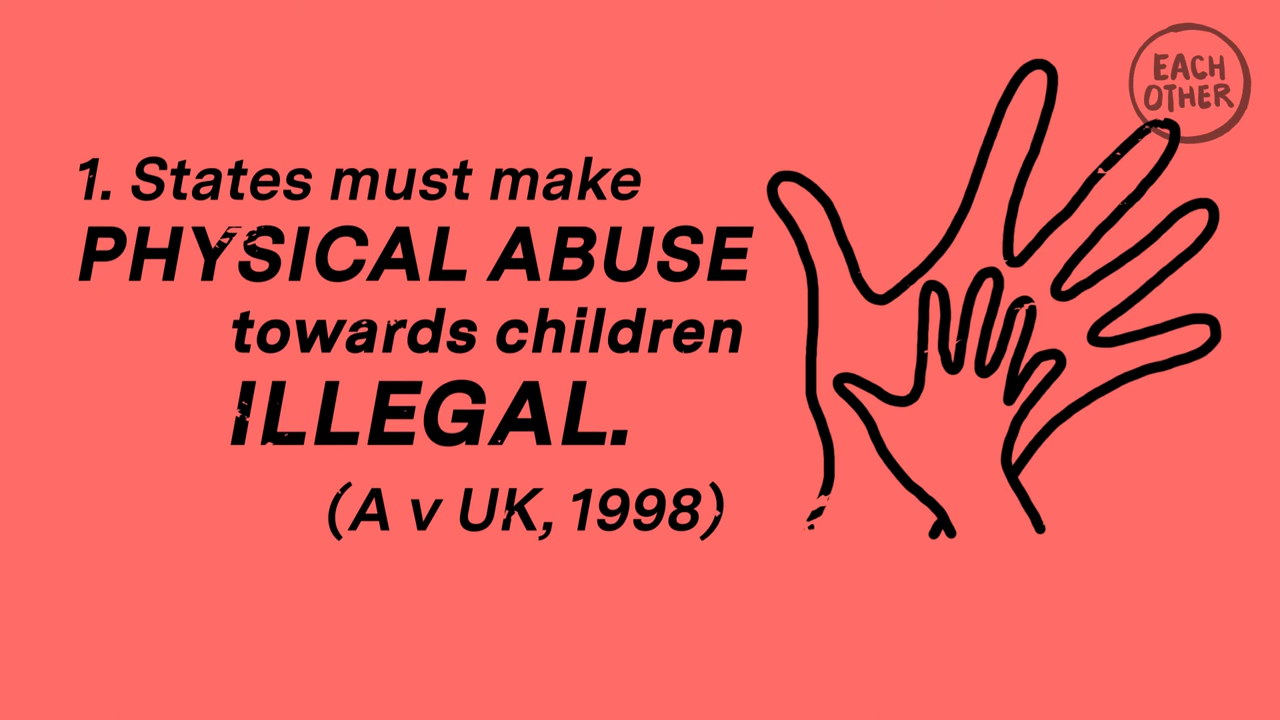 1. States must make
PHYSICAL ABUSE
towards children
ILLEGAL.
(A v UK, 1998)
EACH
OTHER